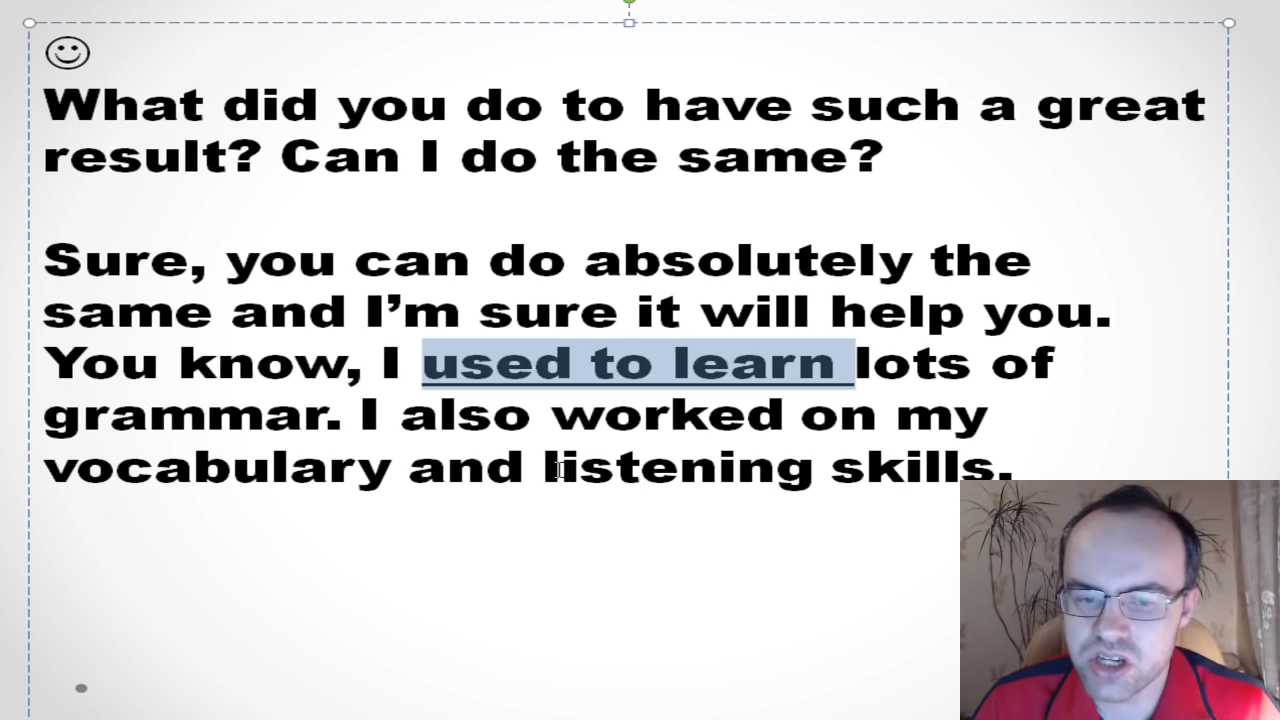 What did you do to have such a great
result? Can I do the same?
Sure, you can do absolutely the
same and I’m sure it will help you.
You know, I used to learn lots of
grammar. I also worked on my
vocabulary and listening skills.